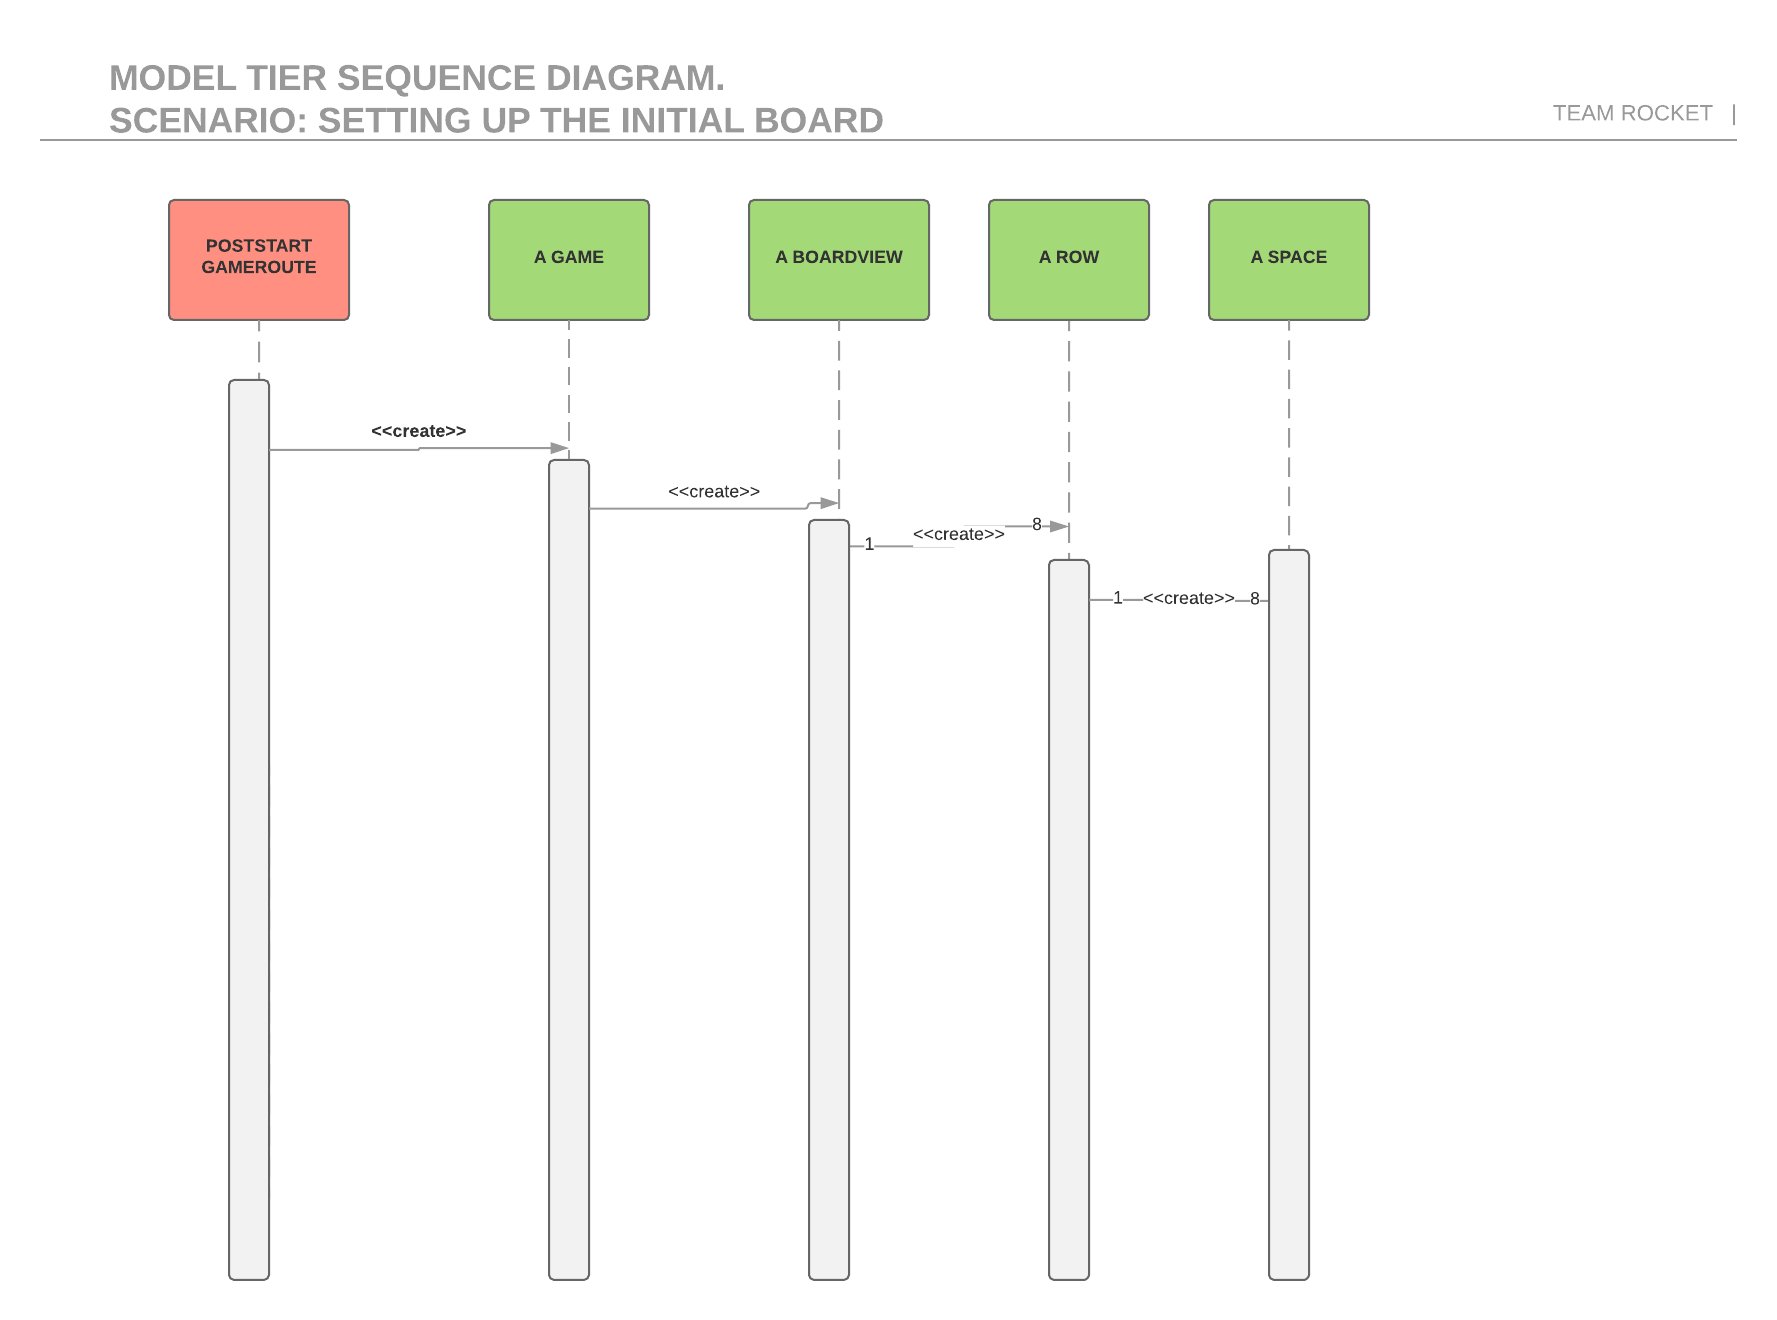 MODEL TIER SEQUENCE DIAGRAM.
SCENARIO: SETTING UP THE INITIAL BOARD
TEAM ROCKET |
POSTSTART
GAMEROUTE
A GAME
A BOARDVIEW
A ROW
A SPACE
<<create>>
<<create>>
1 <<create>> 8
1 <<create>> 8